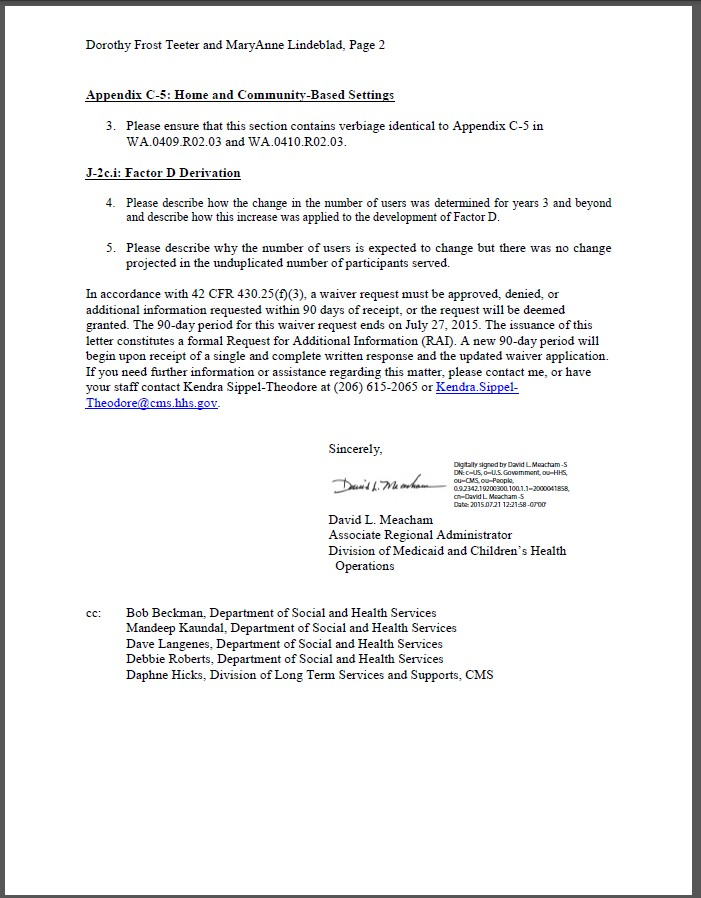 Dorothy Frost Teeter and MaryAnne Lindeblad, Page 2
Appendix C-5: Home and Community-Based Settings
3. Please ensure that this section contains verbiage identical to Appendix C-5 in
WA.0409.R02.03 and WA.0410.R02.03.
J-2c.i: Factor D Derivation
4. Please describe how the change in the number of users was determined for years 3 and beyond
and describe how this increase was applied to the development of Factor D.
5. Please describe why the number of users is expected to change but there was no change
projected in the unduplicated number of participants served.
In accordance with 42 CFR 430.25(f)(3), a waiver request must be approved, denied, or
additional information requested within 90 days of receipt, or the request will be deemed
granted. The 90-day period for this waiver request ends on July 27, 2015. The issuance of this
letter constitutes a formal Request for Additional Information (RAI). A new 90-day period will
begin upon receipt of a single and complete written response and the updated waiver application.
If you need further information or assistance regarding this matter, please contact me, or have
your staff contact Kendra Sippel-Theodore at (206) 615-2065 or Kendra.Sippel-
Theodore@cms.hhs.gov.
Sincerely,
David L. Meacham
Digitally signed by David L. Meacham -S
DN: c=US, o=U.S. Government, ou=HHS,
ou=CMS, ou=People,
0.9.2342.19200300.100.1.1=2000041858,
cn=David L. Meacham -S
Date: 2015.07.21 12:21:58 -07'00'
David L. Meacham
Associate Regional Administrator
Division of Medicaid and Children's Health
Operations
cc: Bob Beckman, Department of Social and Health Services
Mandeep Kaundal, Department of Social and Health Services
Dave Langenes, Department of Social and Health Services
Debbie Roberts, Department of Social and Health Services
Daphne Hicks, Division of Long Term Services and Supports, CMS